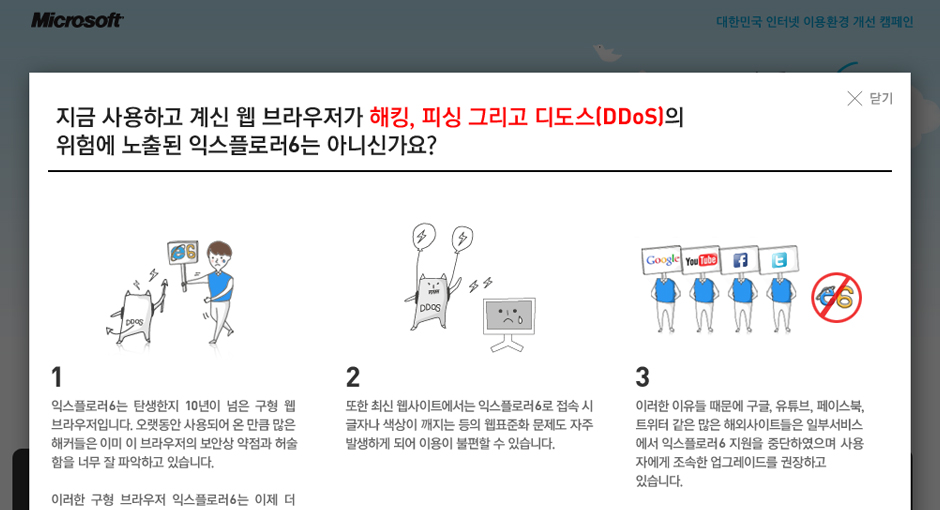 Microsoft
대한민국 인터넷 이용환경 개선 캠페인
닫기
지금 사용하고 계신 웹 브라우저가 해킹, 피싱 그리고 디도스(DDoS)의
위험에 노출된 익스플로러6는 아니신가요?
6
DDOS
DDOS
Google
YouTube
f
t
6
1
익스플로러6는 탄생한지 10년이 넘은 구형 웹
브라우저입니다. 오랫동안 사용되어 온 만큼 많은
해커들은 이미 이 브라우저의 보안상 약점과 허술
함을 너무 잘 파악하고 있습니다.
이러한 구형 브라우저 익스플로러6는 이제 더
2
또한 최신 웹사이트에서는 익스플로러6로 접속 시
글자나 색상이 깨지는 등의 웹표준화 문제도 자주
발생하게 되어 이용이 불편할 수 있습니다.
3
이러한 이유들 때문에 구글, 유튜브, 페이스북,
트위터 같은 많은 해외사이트들은 일부서비스
에서 익스플로러6 지원을 중단하였으며 사용
자에게 조속한 업그레이드를 권장하고
있습니다.